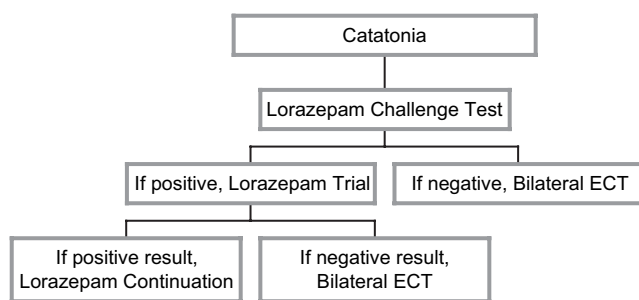 Catatonia
Lorazepam Challenge Test
If positive, Lorazepam Trial
If negative, Bilateral ECT
If positive result,
Lorazepam Continuation
If negative result,
Bilateral ECT